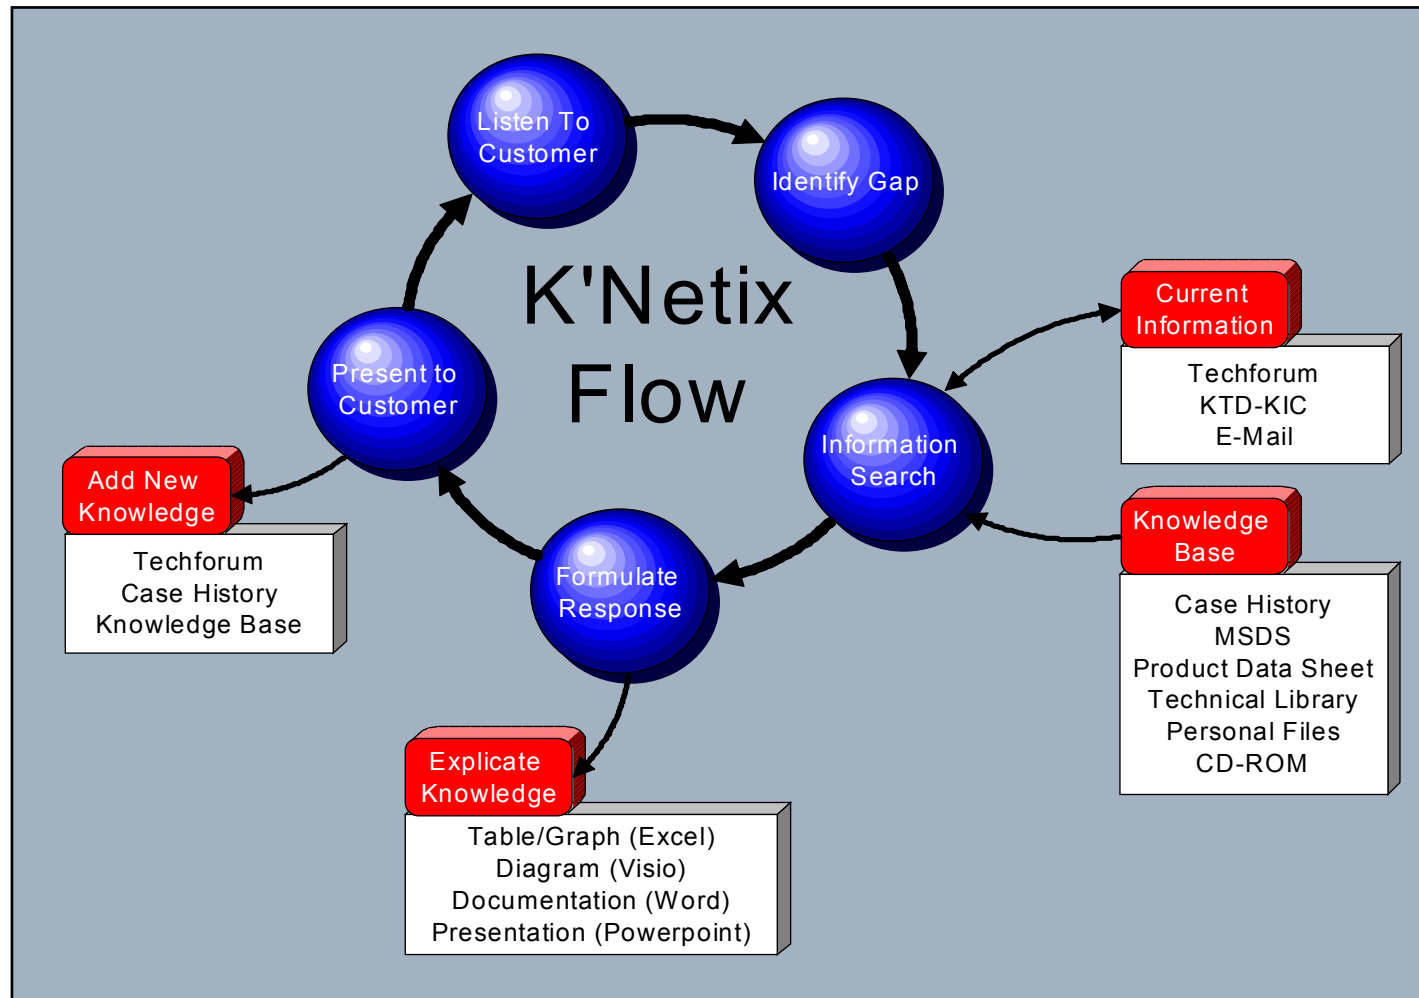 Listen To
Customer
Identify Gap
K'Netix
Flow
Current
Information
Techforum
KTD-KIC
E-Mail
Present to
Customer
Information
Search
Add New
Knowledge
Techforum
Case History
Knowledge Base
Knowledge
Base
Case History
MSDS
Product Data Sheet
Technical Library
Personal Files
CD-ROM
Formulate
Response
Explicate
Knowledge
Table/Graph (Excel)
Diagram (Visio)
Documentation (Word)
Presentation (Powerpoint)